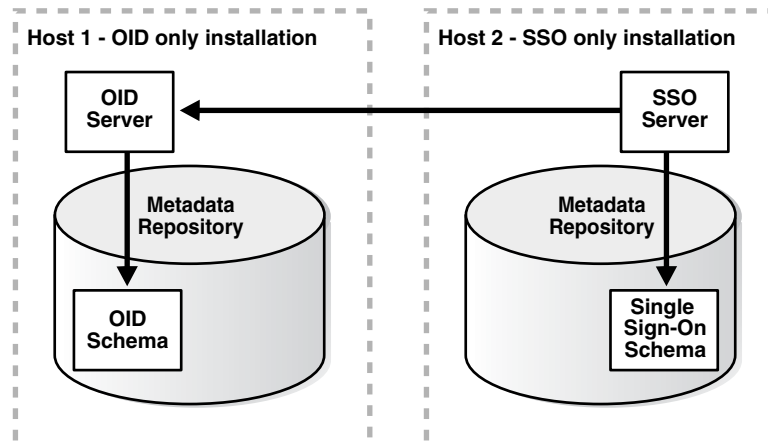 Host 1 - OID only installation
OID
Server
Metadata
Repository
OID
Schema
Host 2 - SSO only installation
SSO
Server
Metadata
Repository
Single
Sign-On
Schema